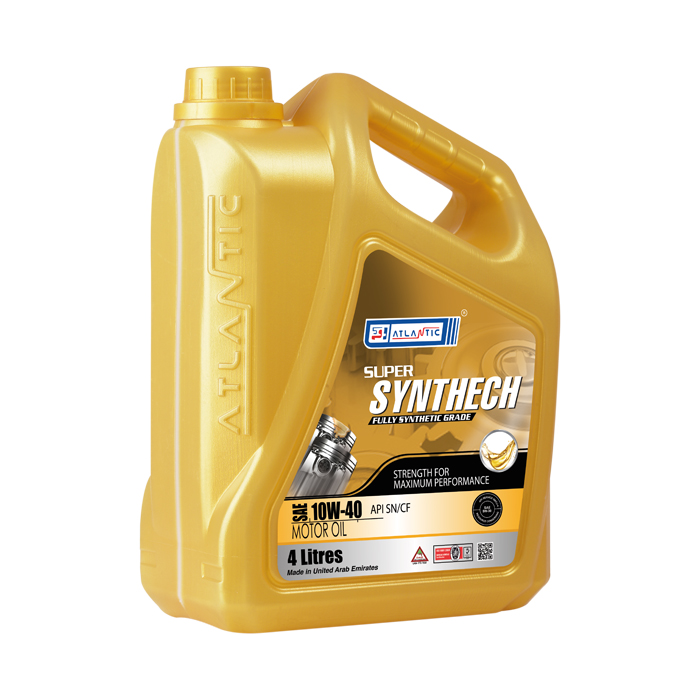 ATLANTIC
ATLANTIC
®
SUPER
SYNTHECH
FULLY SYNTHETIC GRADE
STRENGTH FOR
MAXIMUM PERFORMANCE
SAE 10W-40 API SN/CF
MOTOR OIL
4 Litres
Made in United Arab Emirates